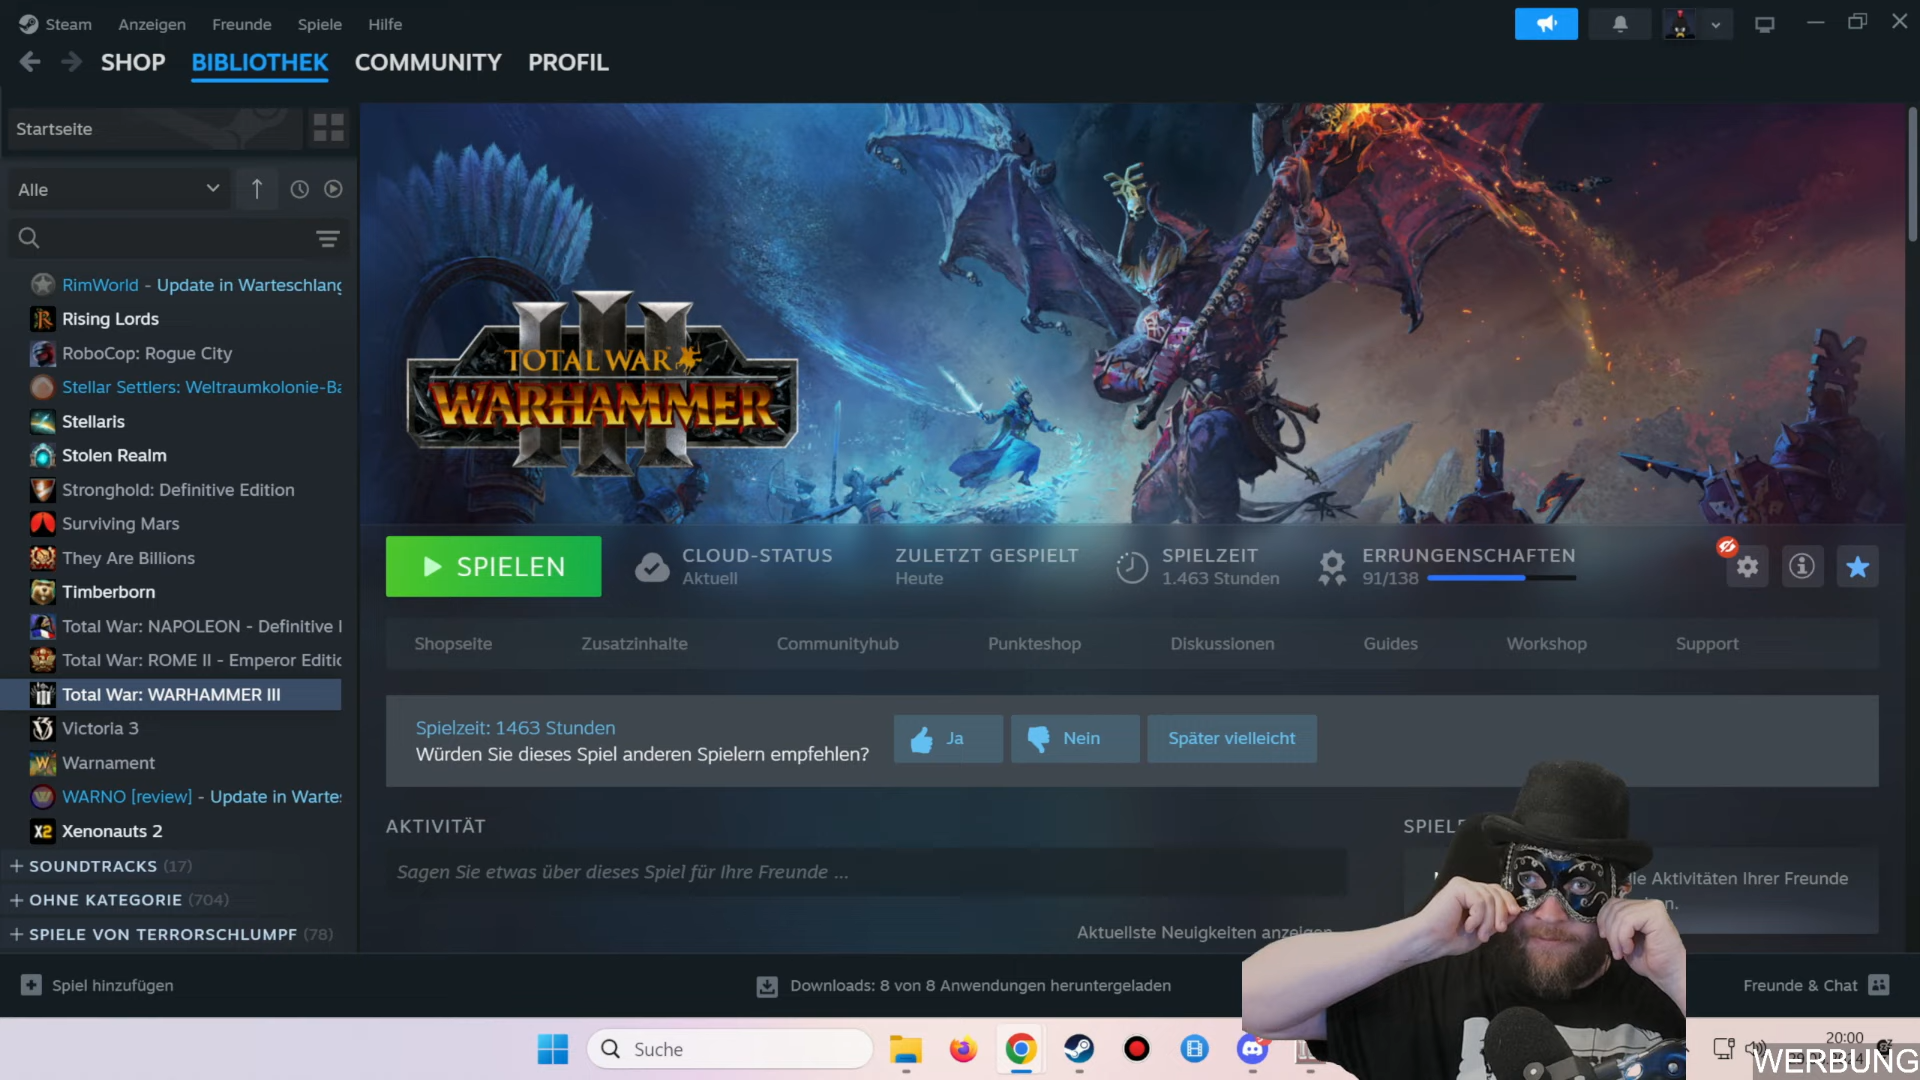 Steam Anzeigen Freunde Spiele Hilfe
SHOP BIBLIOTHEK COMMUNITY PROFIL
Startseite
Alle
RimWorld - Update in Warteschlang
Rising Lords
RoboCop: Rogue City
Stellar Settlers: Weltraumkolonie-Ba
Stellaris
Stolen Realm
Stronghold: Definitive Edition
Surviving Mars
They Are Billions
Timberborn
Total War: NAPOLEON - Definitive
Total War: ROME II - Emperor Editic
Total War: WARHAMMER III
Victoria 3
Warnament
WARNO [review] - Update in Warte
Xenonauts 2
SOUNDTRACKS (17)
OHNE KATEGORIE (704)
SPIELE VON TERRORSCHLUMPF (78)
TOTAL WAR
WARHAMMER
III
SPIELEN
CLOUD-STATUS
Aktuell
ZULETZT GESPIELT
Heute
SPIELZEIT
1.463 Stunden
ERRUNGENSCHAFTEN
91/138
Shopseite Zusatzinhalte Communityhub Punkteshop Diskussionen Guides Workshop Support
Spielzeit: 1463 Stunden
Würden Sie dieses Spiel anderen Spielern empfehlen?
Ja Nein Später vielleicht
AKTIVITÄT
Sagen Sie etwas über dieses Spiel für Ihre Freunde ...
Aktuellste Neuigkeiten anzeigen
SPIELE
Aktivitäten Ihrer Freunde
Spiel hinzufügen
Downloads: 8 von 8 Anwendungen heruntergeladen
Freunde & Chat
Suche
20:00
WERBUNG